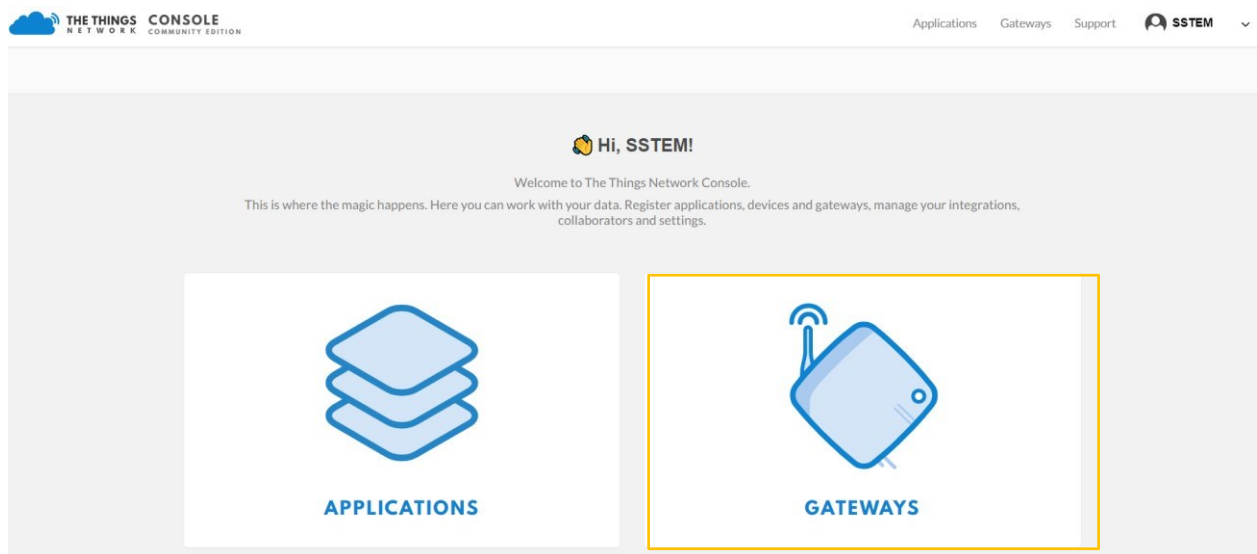 THE THINGS CONSOLE
NETWORK COMMUNITY EDITION
Applications Gateways Support SSTEM
Hi, SSTEM!
Welcome to The Things Network Console.
This is where the magic happens. Here you can work with your data. Register applications, devices and gateways, manage your integrations,
collaborators and settings.
APPLICATIONS
GATEWAYS